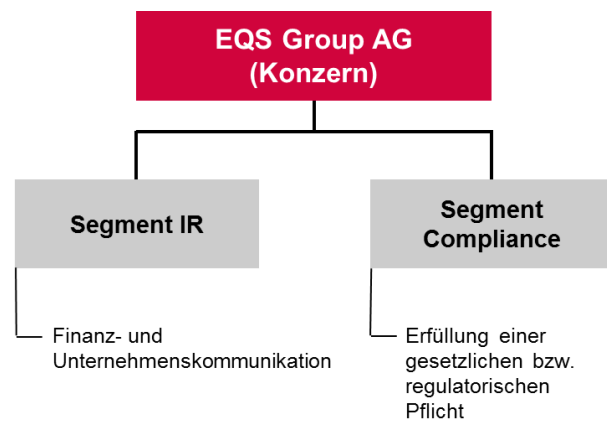 EQS Group AG
(Konzern)
Segment IR
Segment
Compliance
Finanz- und
Unternehmenskommunikation
Erfüllung einer
gesetzlichen bzw.
regulatorischen
Pflicht